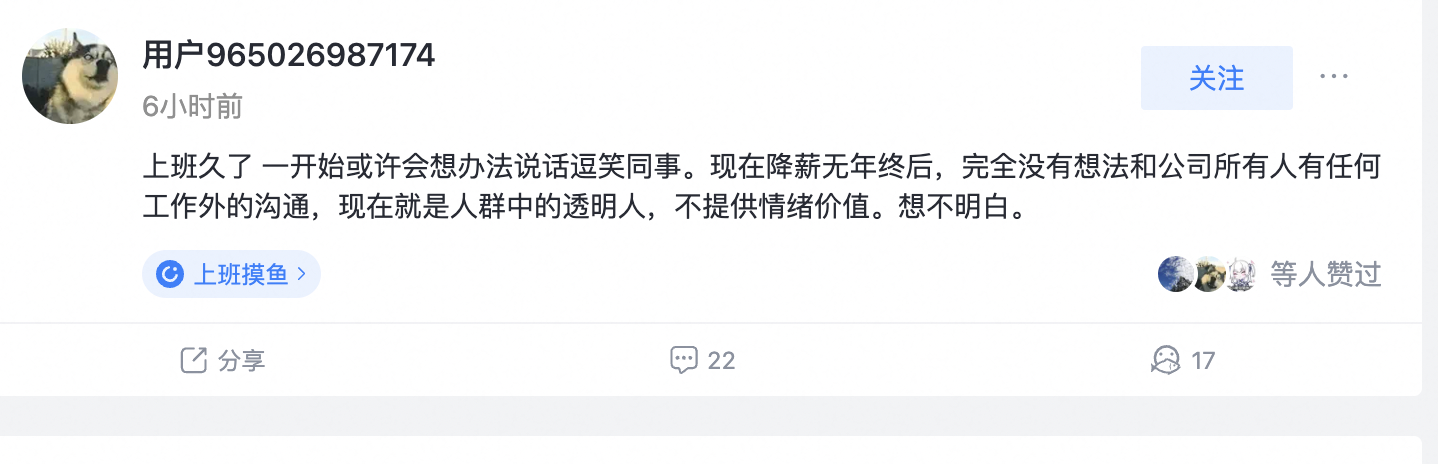 用户965026987174
6小时前
关注
上班久了 一开始或许会想办法说话逗笑同事。现在降薪无年终后，完全没有想法和公司所有人有任何
工作外的沟通，现在就是人群中的透明人，不提供情绪价值。想不明白。
上班摸鱼
等人赞过
分享
22
17